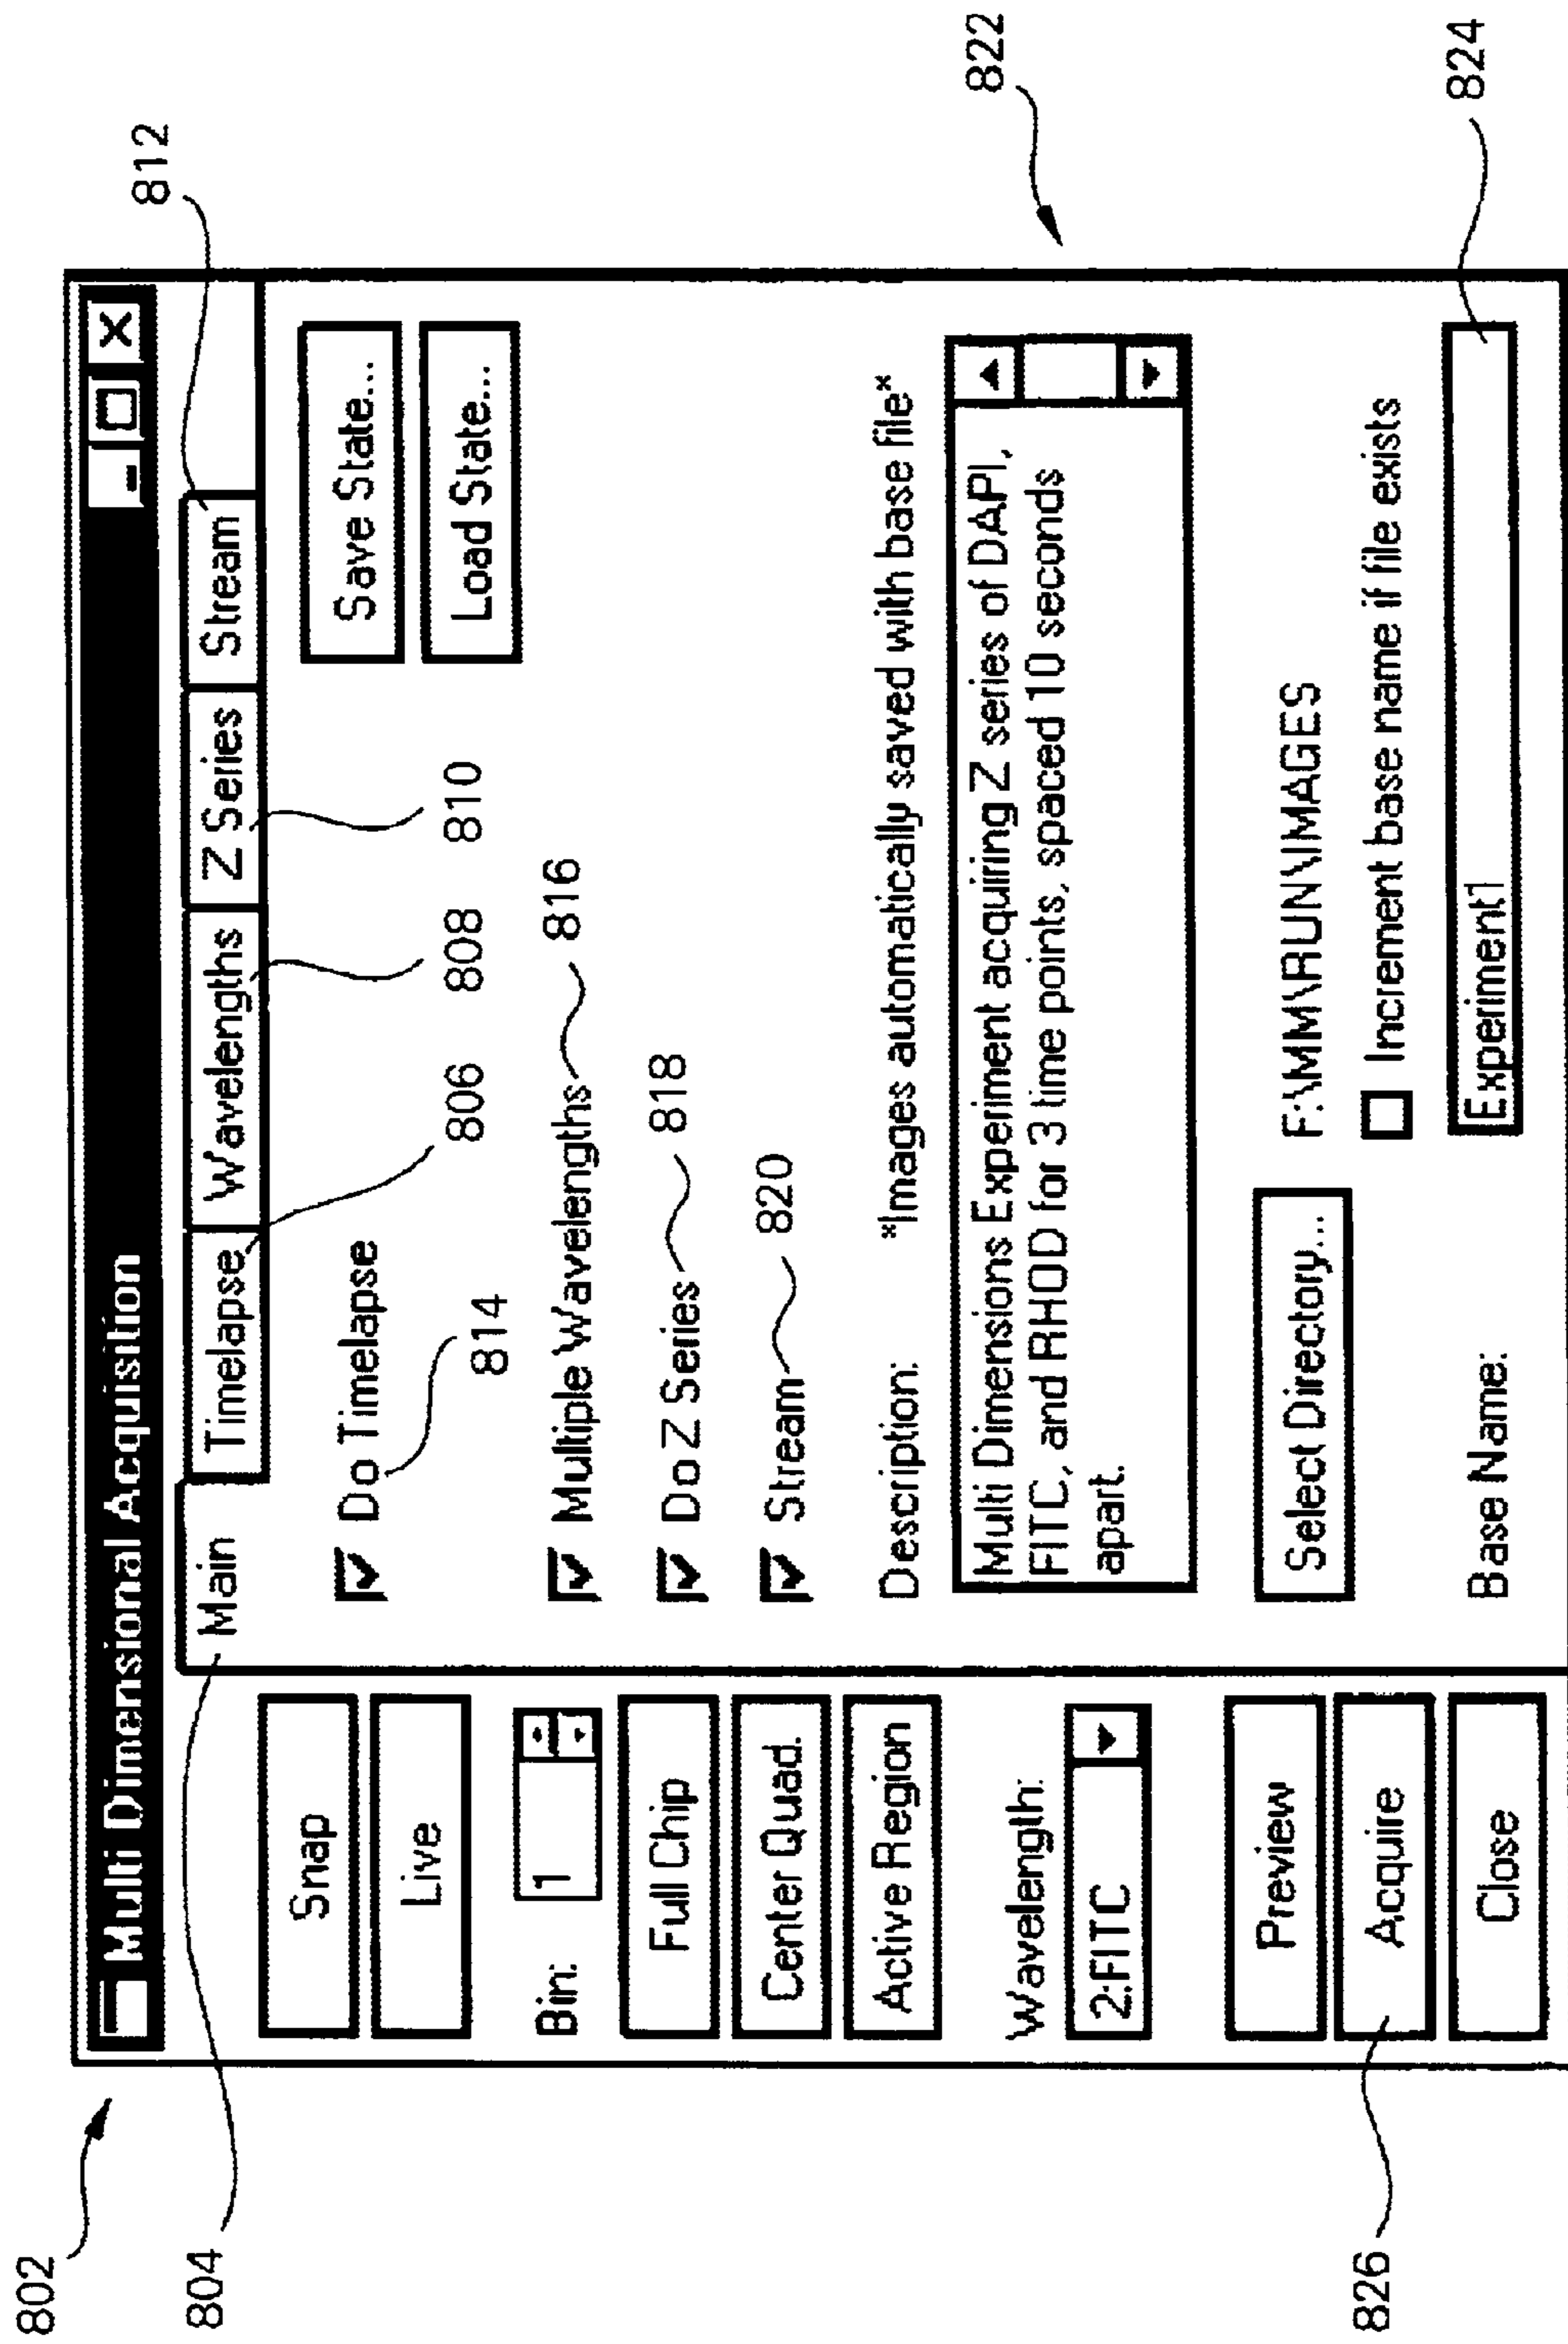 802
804
812
Multi Dimensional Acquisition
Main
Timelapse
Wavelengths
Z Series
Stream
Snap
Live
Bin:
1
Full Chip
Center Quad.
Active Region
Wavelength:
2:FITC
Preview
Acquire
Close
826
Do Timelapse
814
806
808
810
Save State...
Load State...
Multiple Wavelengths
816
Do Z Series
818
Stream
820
Description:
*Images automatically saved with base file*
Multi Dimensions Experiment acquiring Z series of DAPI,
FITC, and RHOD for 3 time points, spaced 10 seconds
apart.
822
Select Directory...
F:\MM\RUN\IMAGES
Increment base name if file exists
Base Name:
Experiment1
824